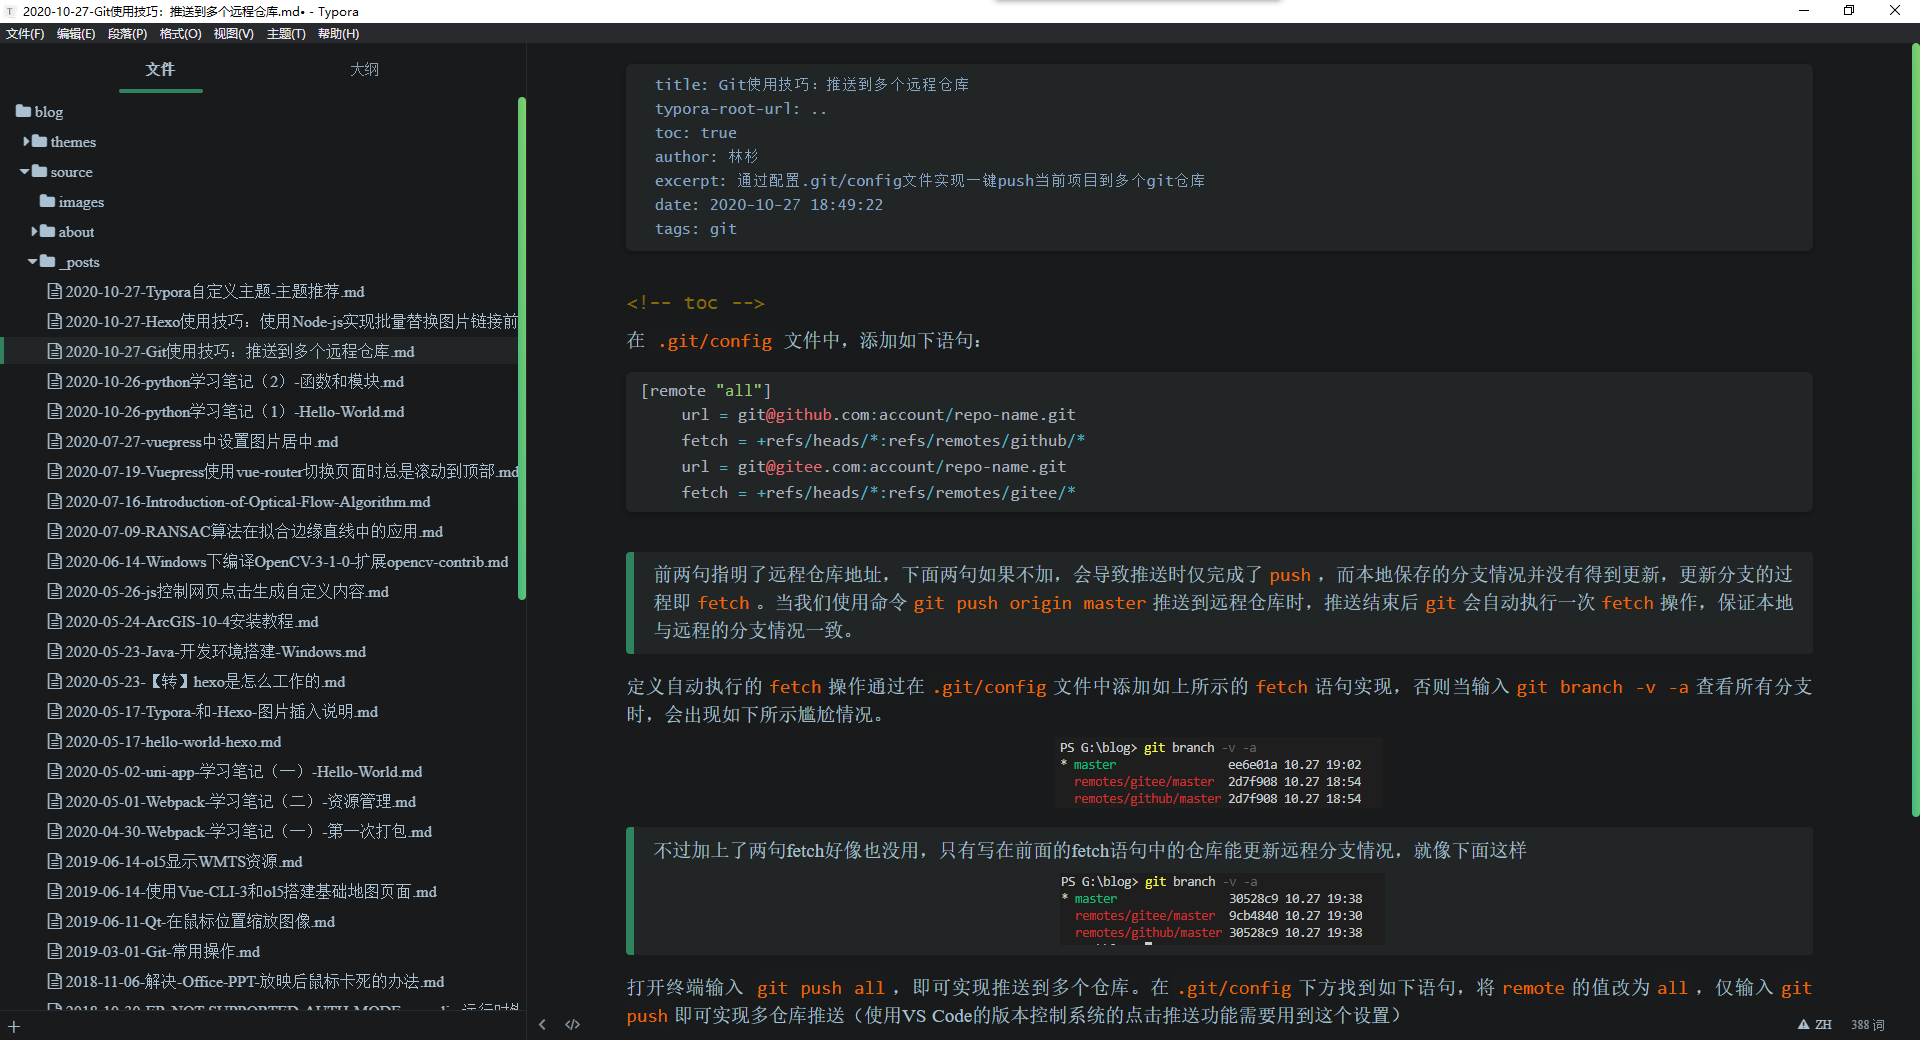 2020-10-27-Git使用技巧：推送到多个远程仓库.md• - Typora
文件(F) 编辑(E) 段落(P) 格式(O) 视图(V) 主题(T) 帮助(H)
文件 大纲
blog
themes
source
images
about
_posts
2020-10-27-Typora自定义主题-主题推荐.md
2020-10-27-Hexo使用技巧：使用Node-js实现批量替换图片链接前
2020-10-27-Git使用技巧：推送到多个远程仓库.md
2020-10-26-python学习笔记（2）-函数和模块.md
2020-10-26-python学习笔记（1）-Hello-World.md
2020-07-27-vuepress中设置图片居中.md
2020-07-19-Vuepress使用vue-router切换页面时总是滚动到顶部.md
2020-07-16-Introduction-of-Optical-Flow-Algorithm.md
2020-07-09-RANSAC算法在拟合边缘直线中的应用.md
2020-06-14-Windows下编译OpenCV-3-1-0-扩展opencv-contrib.md
2020-05-26-js控制网页点击生成自定义内容.md
2020-05-24-ArcGIS-10-4安装教程.md
2020-05-23-Java-开发环境搭建-Windows.md
2020-05-23-【转】hexo是怎么工作的.md
2020-05-17-Typora-和-Hexo-图片插入说明.md
2020-05-17-hello-world-hexo.md
2020-05-02-uni-app-学习笔记（一）-Hello-World.md
2020-05-01-Webpack-学习笔记（二）-资源管理.md
2020-04-30-Webpack-学习笔记（一）-第一次打包.md
2019-06-14-ol5显示WMTS资源.md
2019-06-14-使用Vue-CLI-3和ol5搭建基础地图页面.md
2019-06-11-Qt-在鼠标位置缩放图像.md
2019-03-01-Git-常用操作.md
2018-11-06-解决-Office-PPT-放映后鼠标卡死的办法.md
title: Git使用技巧：推送到多个远程仓库
typora-root-url: ..
toc: true
author: 林杉
excerpt: 通过配置.git/config文件实现一键push当前项目到多个git仓库
date: 2020-10-27 18:49:22
tags: git
<!-- toc -->
在 .git/config 文件中，添加如下语句：
[remote "all"]
url = git@github.com:account/repo-name.git
fetch = +refs/heads/*:refs/remotes/github/*
url = git@gitee.com:account/repo-name.git
fetch = +refs/heads/*:refs/remotes/gitee/*
前两句指明了远程仓库地址，下面两句如果不加，会导致推送时仅完成了 push ，而本地保存的分支情况并没有得到更新，更新分支的过
程即 fetch 。当我们使用命令 git push origin master 推送到远程仓库时，推送结束后 git 会自动执行一次 fetch 操作，保证本地
与远程的分支情况一致。
定义自动执行的 fetch 操作通过在 .git/config 文件中添加如上所示的 fetch 语句实现，否则当输入 git branch -v -a 查看所有分支
时，会出现如下所示尴尬情况。
PS G:\blog> git branch -v -a
* master ee6e01a 10.27 19:02
remotes/gitee/master 2d7f908 10.27 18:54
remotes/github/master 2d7f908 10.27 18:54
不过加上了两句fetch好像也没用，只有写在前面的fetch语句中的仓库能更新远程分支情况，就像下面这样
PS G:\blog> git branch -v -a
* master 30528c9 10.27 19:38
remotes/gitee/master 9cb4840 10.27 19:30
remotes/github/master 30528c9 10.27 19:38
打开终端输入 git push all ，即可实现推送到多个仓库。在 .git/config 下方找到如下语句，将 remote 的值改为 all ，仅输入 git
push 即可实现多仓库推送（使用VS Code的版本控制系统的点击推送功能需要用到这个设置）
ZH 388 词